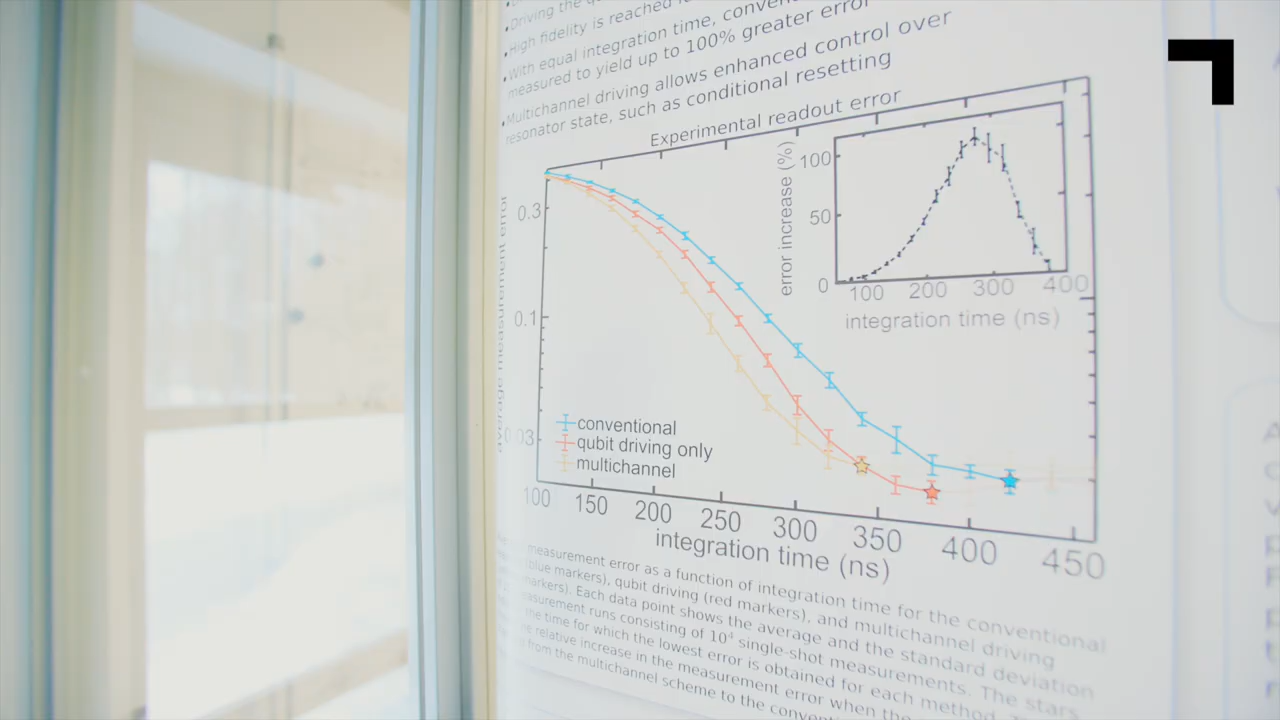 •Driving the
•High fidelity is reached
•With equal integration time,
measured to yield up to 100% greater error
•Multichannel driving allows enhanced control over
resonator state, such as conditional resetting
Experimental readout error
average measurement error
0.3
0.1
0.03
error increase (%)
100
50
0
100 200 300 400
integration time (ns)
conventional
qubit driving only
multichannel
100 150 200 250 300 350 400 450
integration time (ns)
measurement error as a function of integration time for the conventional
(blue markers), qubit driving (red markers), and multichannel driving
markers). Each data point shows the average and the standard deviation
runs consisting of 10⁴ single-shot measurements. The stars
time for which the lowest error is obtained for each method.
relative increase in the measurement error when the
from the multichannel scheme to the